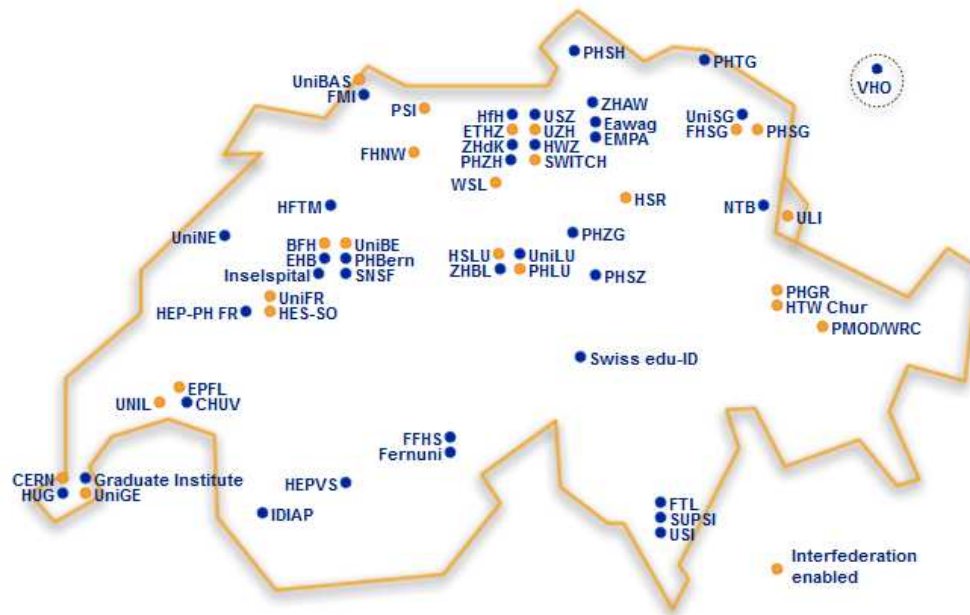 PHSH
PHTG
VHO
UniBAS
FMI
PSI
ZHAW
HfH USZ
Eawag
UniSG
ETHZ UZH
EMPA
FHSG PHSG
ZHdK HWZ
FHNW
PHZH SWITCH
WSL
HSR
HFTM
NTB
ULI
UniNE
PHZG
BFH UniBE
EHB PHBern
HSLU UniLU
Inselspital SNSF
ZHBL PHLU
PHSZ
UniFR
PHGR
HEP-PH FR HES-SO
HTW Chur
PMOD/WRC
Swiss edu-ID
EPFL
UNIL CHUV
FFHS
Fernuni
CERN Graduate Institute
HUG UniGE
HEPVS
IDIAP
FTL
SUPSI
USI
Interfederation
enabled